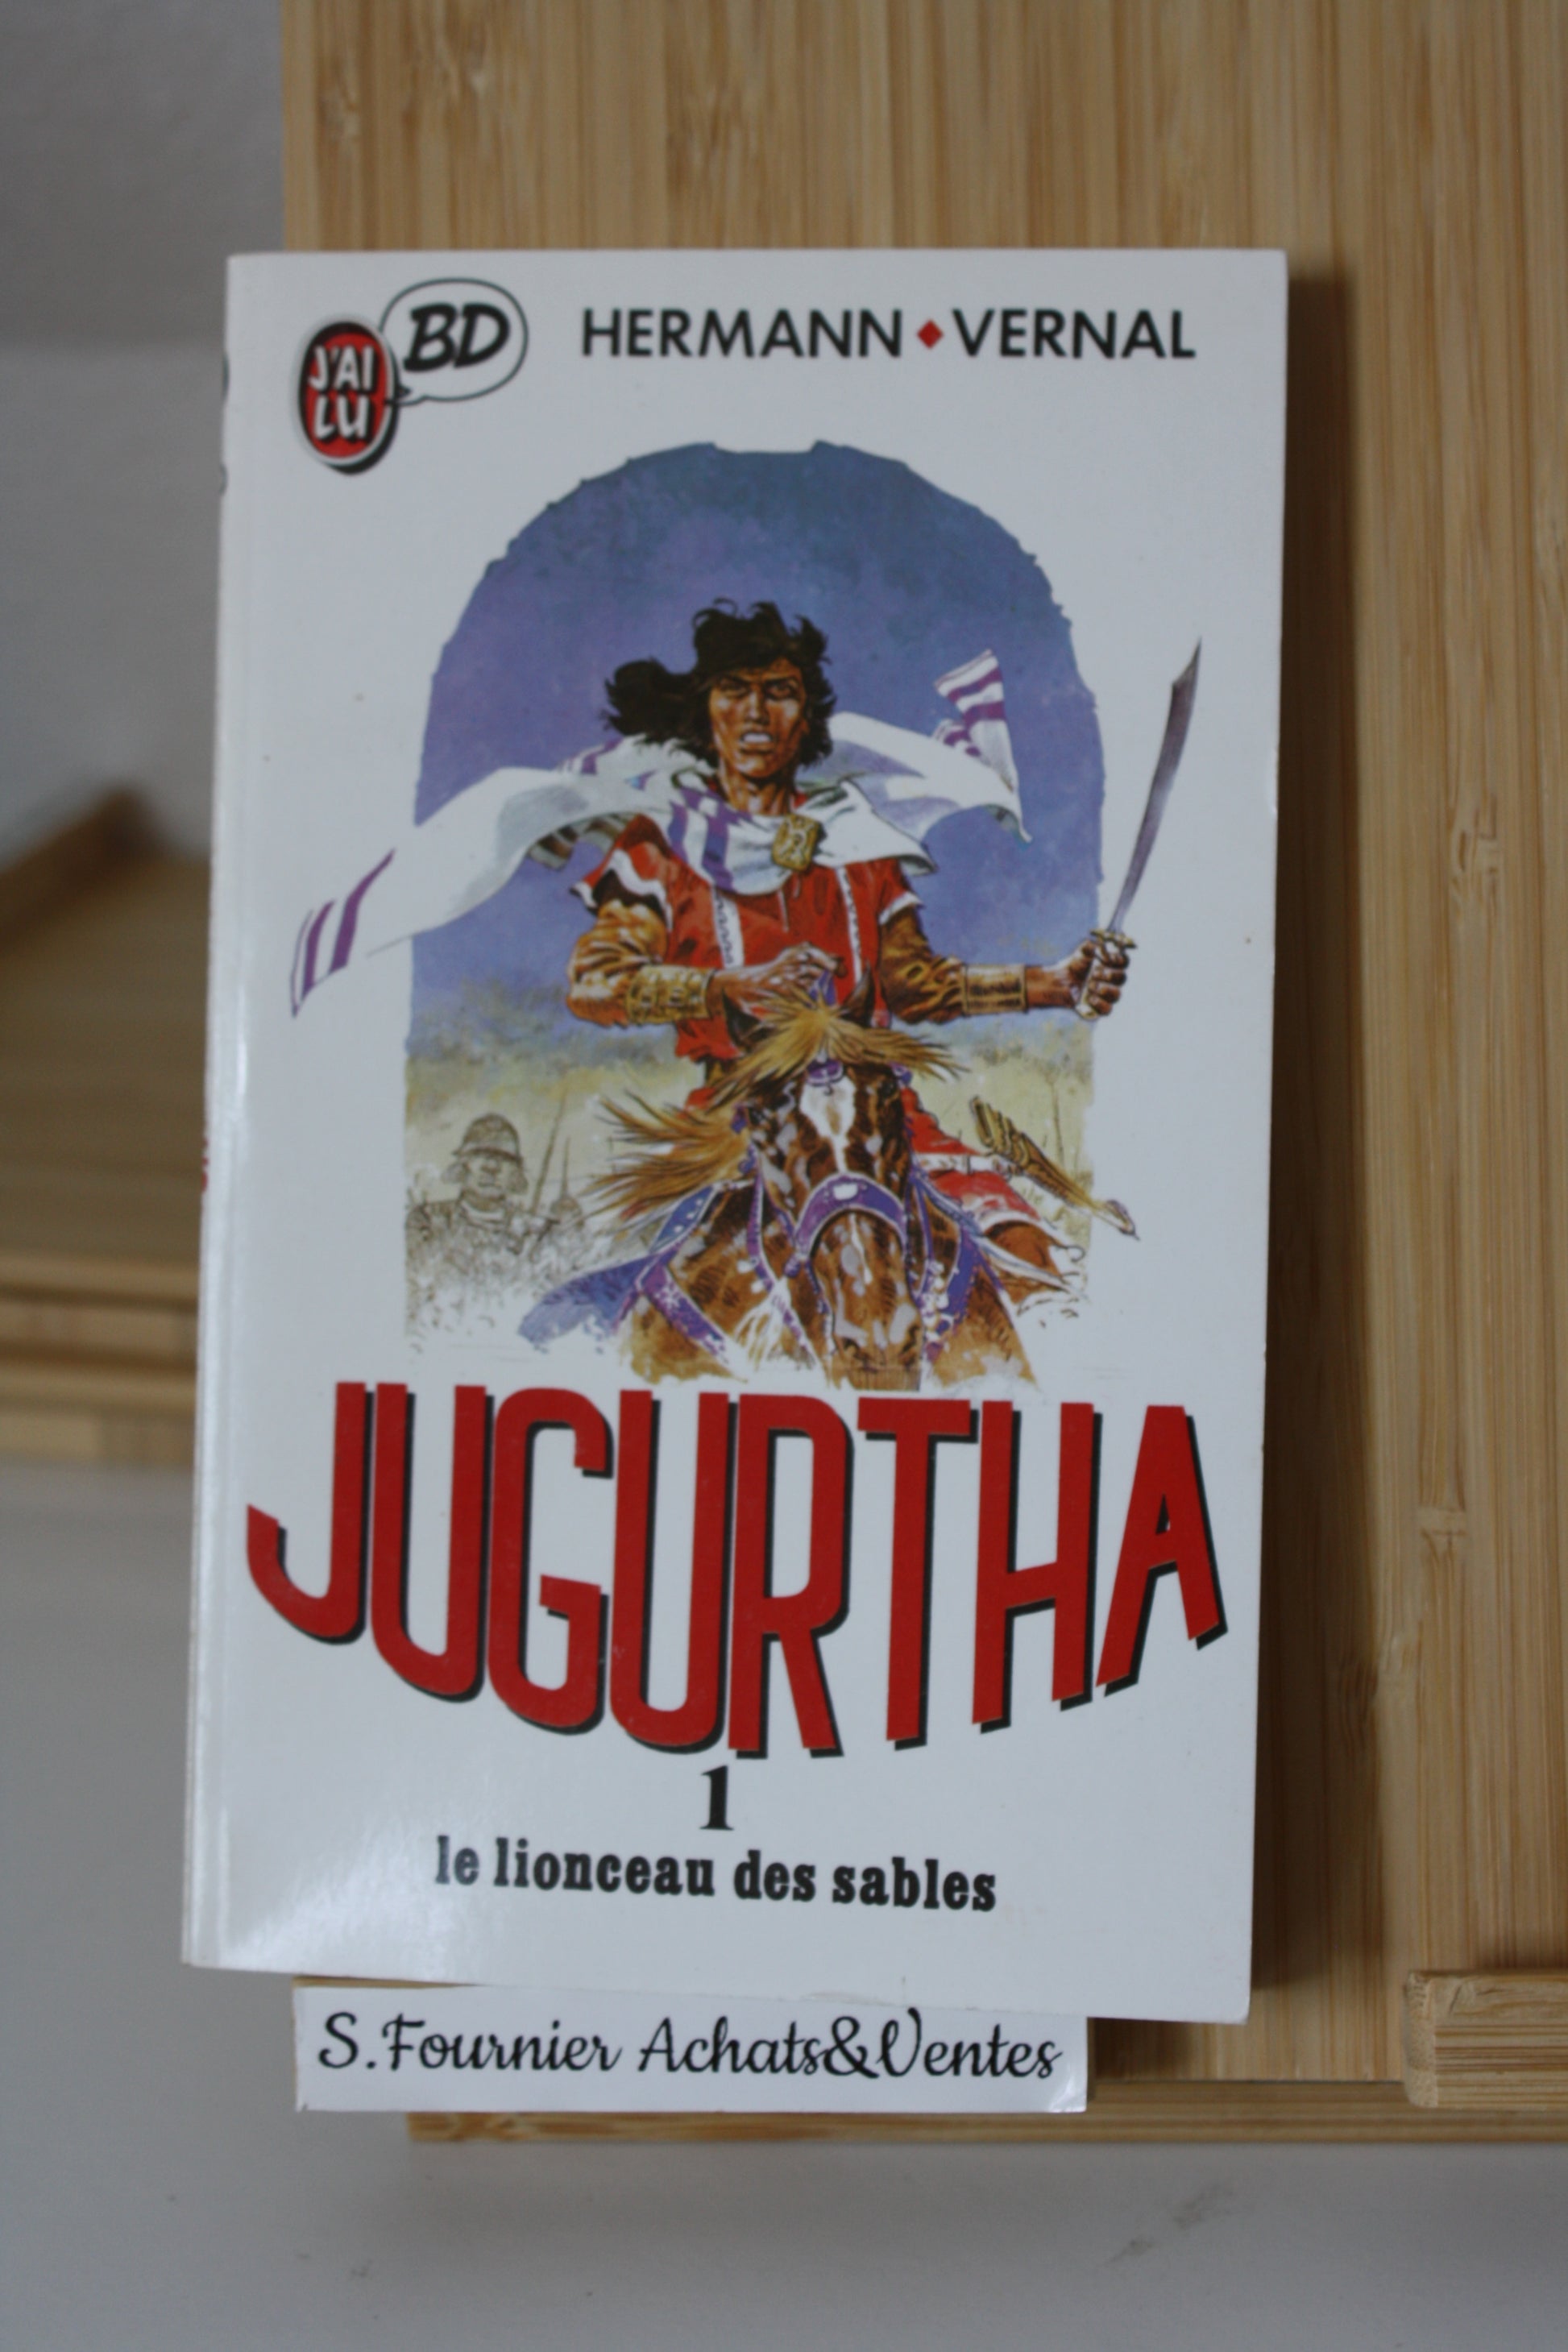 J'AI
LU
BD
HERMANN♦VERNAL
JUGURTHA
1
le lionceau des sables
S.Fournier Achats&Ventes